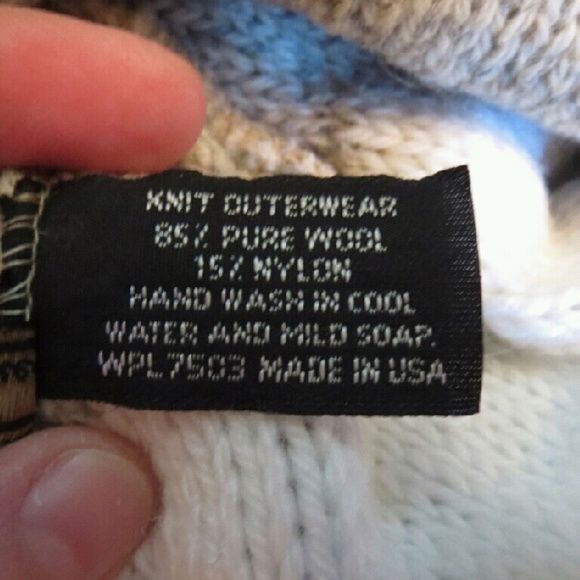 KNIT OUTERWEAR
85% PURE WOOL
15% NYLON
HAND WASH IN COOL
WATER AND MILD SOAP.
WPL7503 MADE IN USA